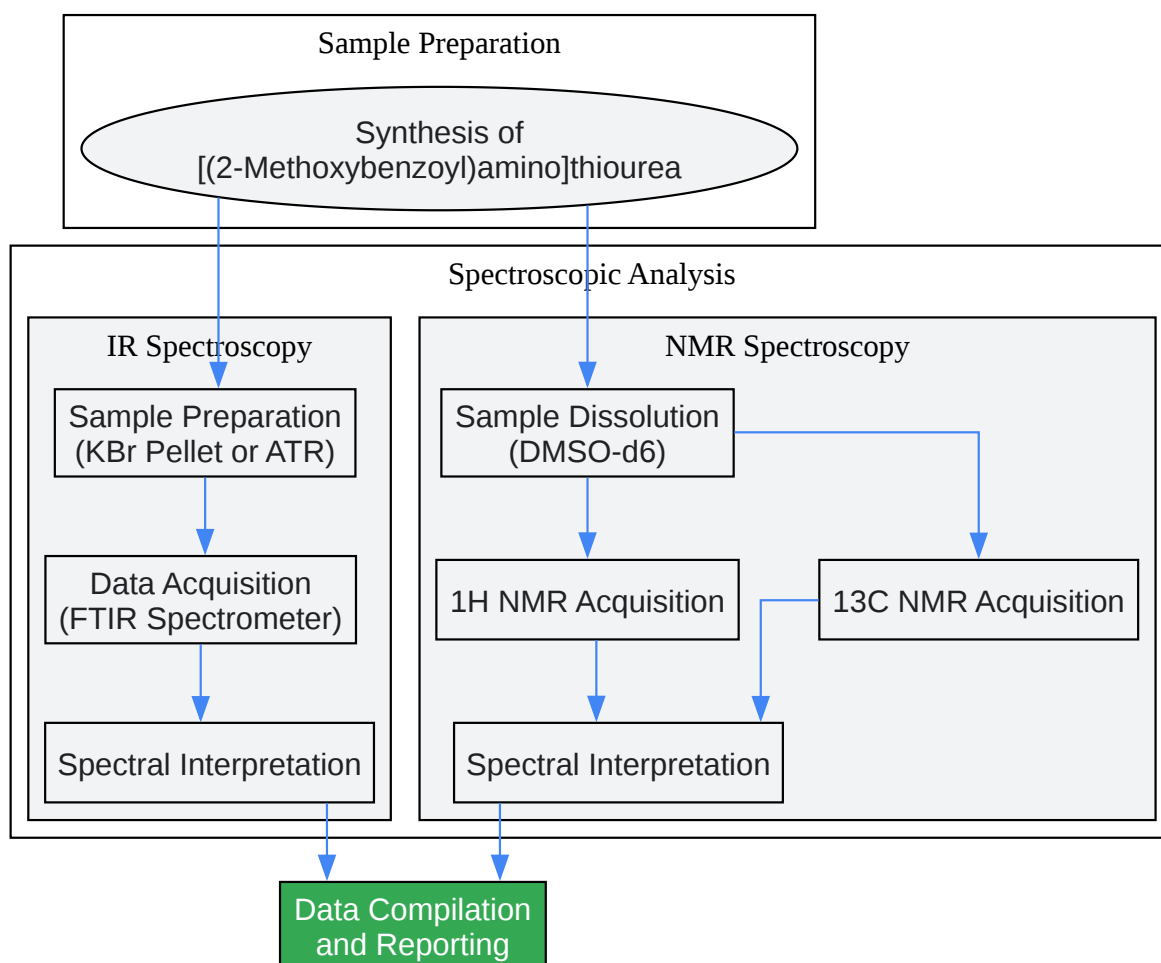 Sample Preparation
Synthesis of
[(2-Methoxybenzoyl)amino]thiourea
Spectroscopic Analysis
IR Spectroscopy
Sample Preparation
(KBr Pellet or ATR)
Data Acquisition
(FTIR Spectrometer)
Spectral Interpretation
NMR Spectroscopy
Sample Dissolution
(DMSO-d6)
1H NMR Acquisition
13C NMR Acquisition
Spectral Interpretation
Data Compilation
and Reporting